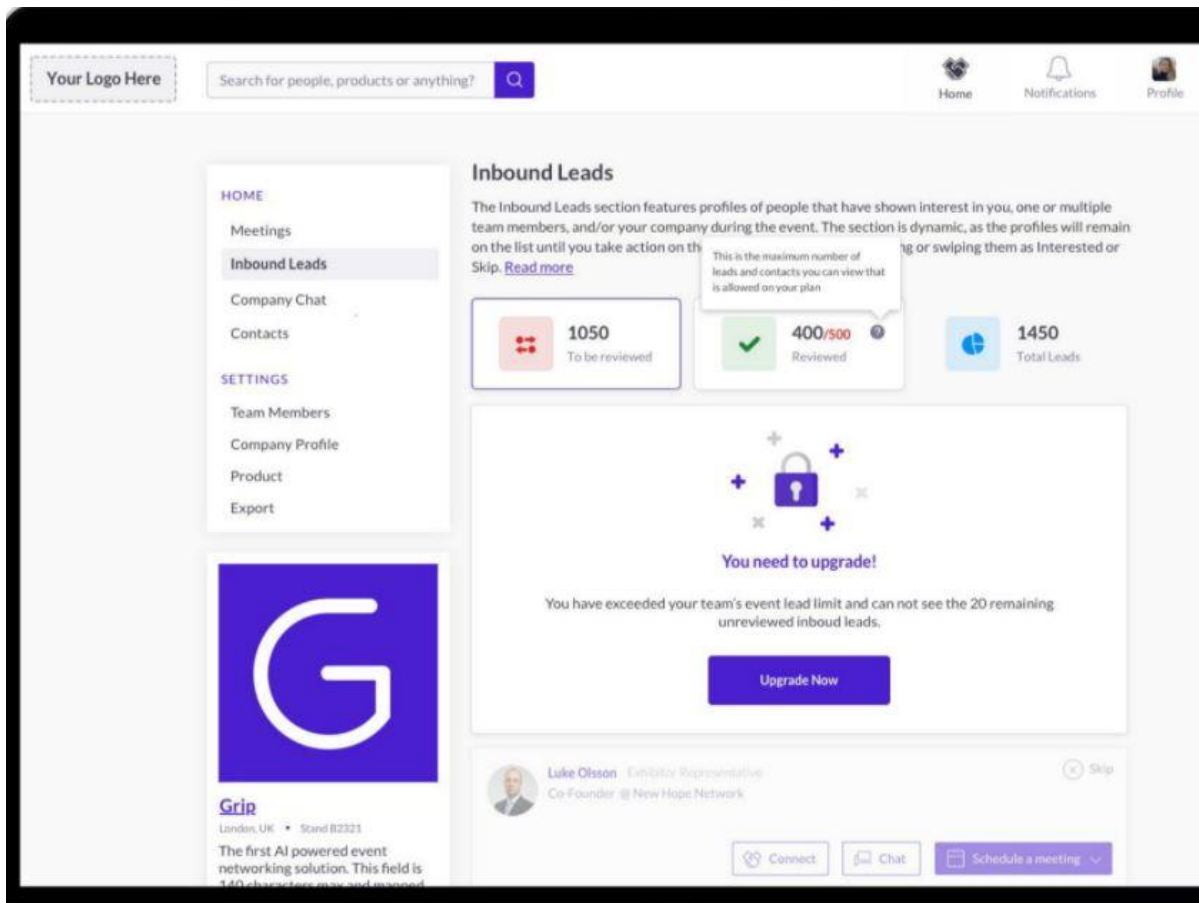 Your Logo Here
Search for people, products or anything?
Home
Notifications
Profile
HOME
Meetings
Inbound Leads
Company Chat
Contacts
SETTINGS
Team Members
Company Profile
Product
Export
Grip
London, UK • Stand B2321
The first AI powered event
networking solution. This field is
140 characters max and mapped
Inbound Leads
The Inbound Leads section features profiles of people that have shown interest in you, one or multiple
team members, and/or your company during the event. The section is dynamic, as the profiles will remain
on the list until you take action on the
g or swiping them as Interested or
Skip. Read more
This is the maximum number of
leads and contacts you can view that
is allowed on your plan
1050
To be reviewed
400/500 ?
Reviewed
1450
Total Leads
You need to upgrade!
You have exceeded your team's event lead limit and can not see the 20 remaining
unreviewed inboud leads.
Upgrade Now
Luke Olsson Exhibitor Representative
Skip
Co-Founder @ New Hope Network
Connect
Chat
Schedule a meeting